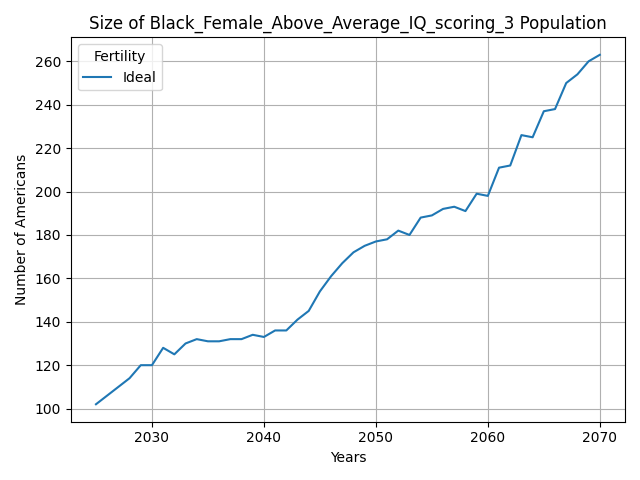 Size of Black_Female_Above_Average_IQ_scoring_3 Population
Fertility
Ideal
260
240
220
200
180
160
140
120
100
Number of Americans
2030 2040 2050 2060 2070
Years